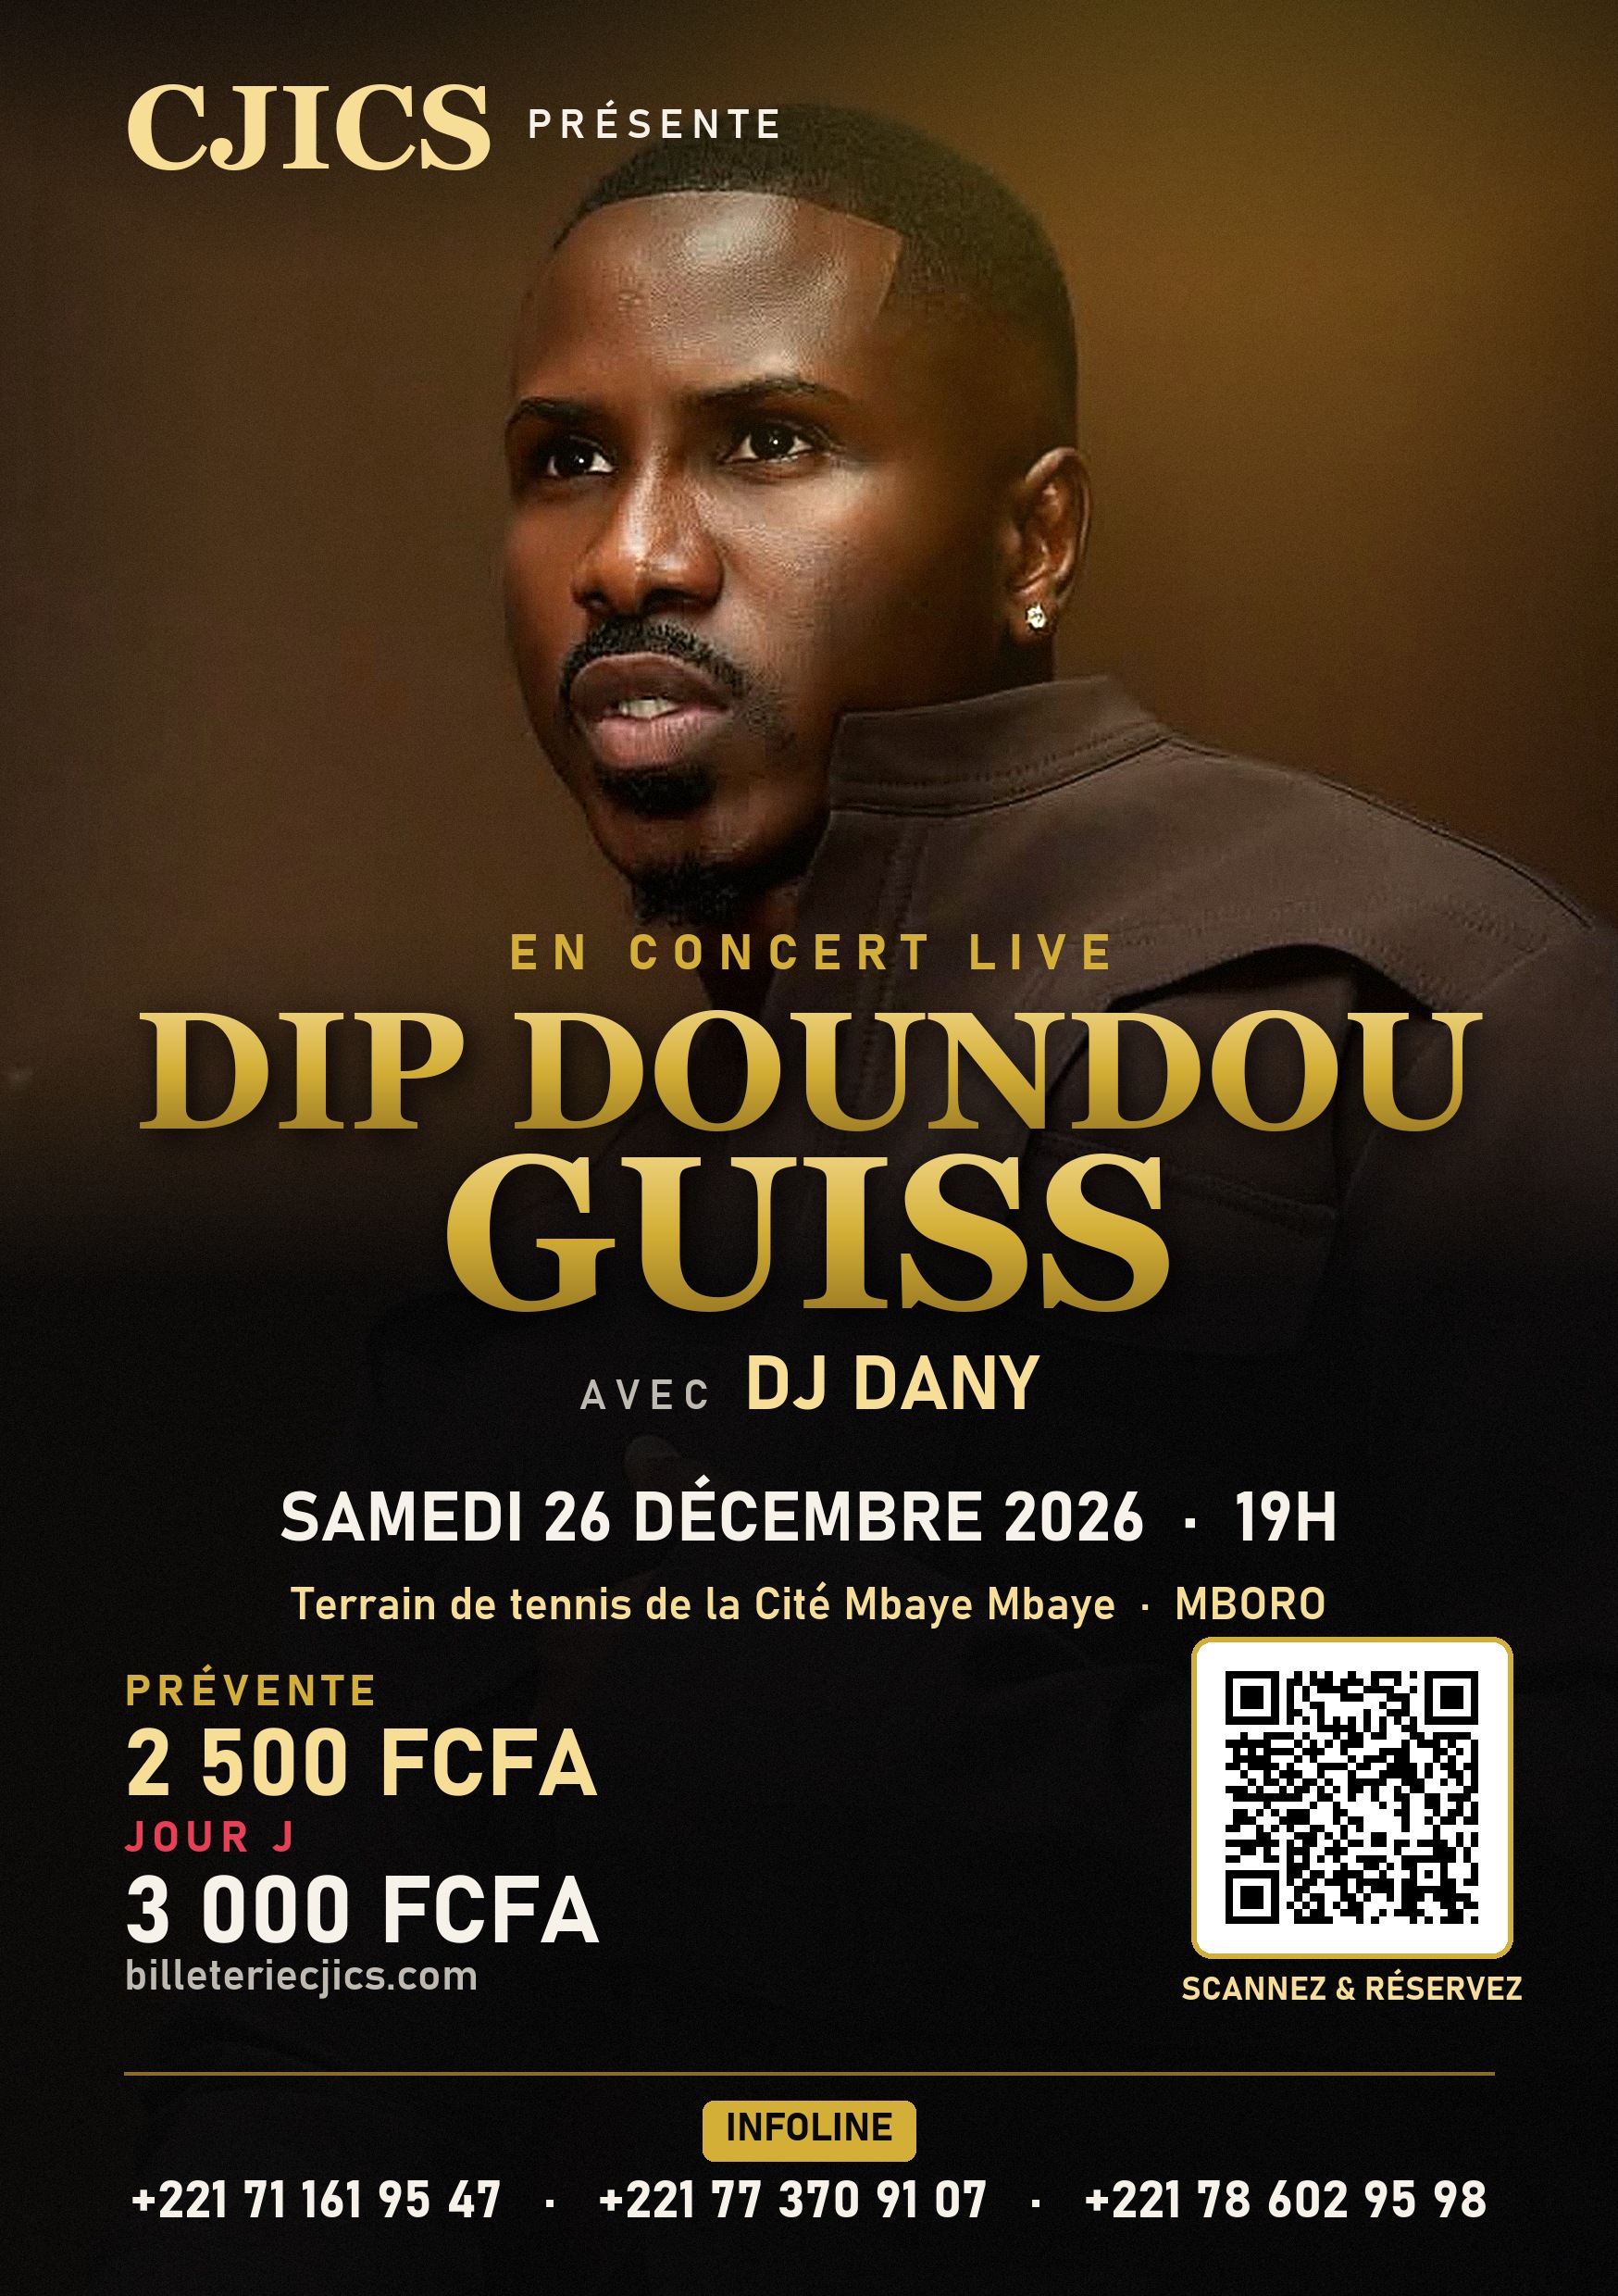 CJICS PRÉSENTE
EN CONCERT LIVE
DIP DOUNDOU
GUISS
AVEC DJ DANY
SAMEDI 26 DÉCEMBRE 2026 · 19H
Terrain de tennis de la Cité Mbaye Mbaye · MBORO
PRÉVENTE
2 500 FCFA
JOUR J
3 000 FCFA
billeteriecjics.com
SCANNEZ & RÉSERVEZ
INFOLINE
+221 71 161 95 47 · +221 77 370 91 07 · +221 78 602 95 98